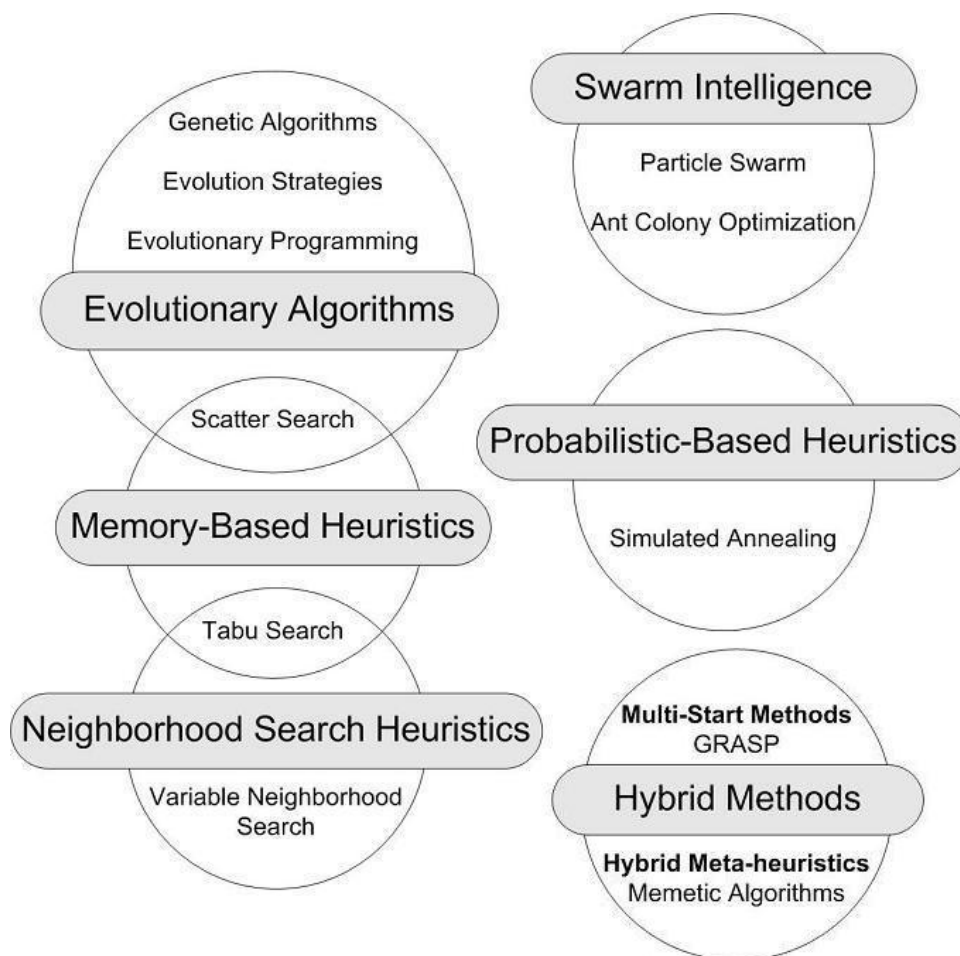 Genetic Algorithms
Evolution Strategies
Evolutionary Programming
Evolutionary Algorithms
Scatter Search
Memory-Based Heuristics
Tabu Search
Neighborhood Search Heuristics
Variable Neighborhood
Search
Swarm Intelligence
Particle Swarm
Ant Colony Optimization
Probabilistic-Based Heuristics
Simulated Annealing
Multi-Start Methods
GRASP
Hybrid Methods
Hybrid Meta-heuristics
Memetic Algorithms